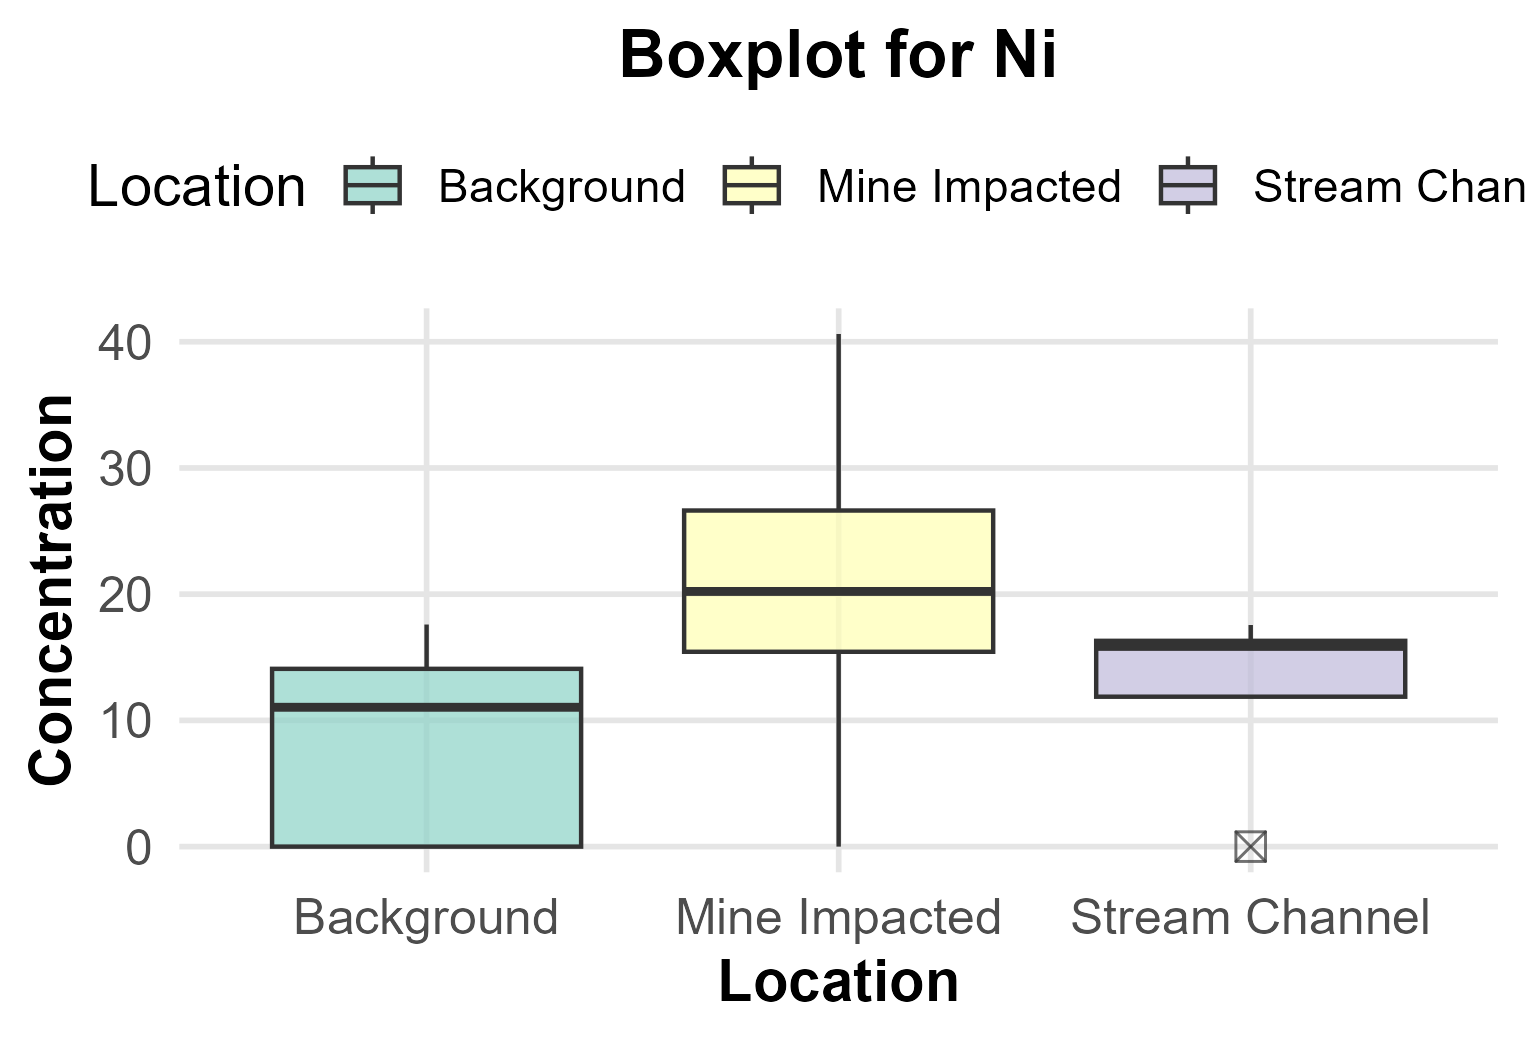 Boxplot for Ni
Location Background Mine Impacted Stream Chan
40
30
20
10
0
Concentration
Background Mine Impacted Stream Channel
Location